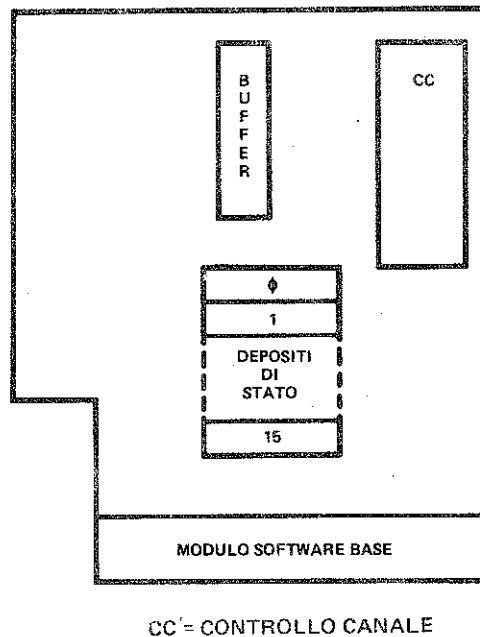 BUFFER
CC
ϕ
1
DEPOSITI
DI
STATO
15
MODULO SOFTWARE BASE
CC'= CONTROLLO CANALE